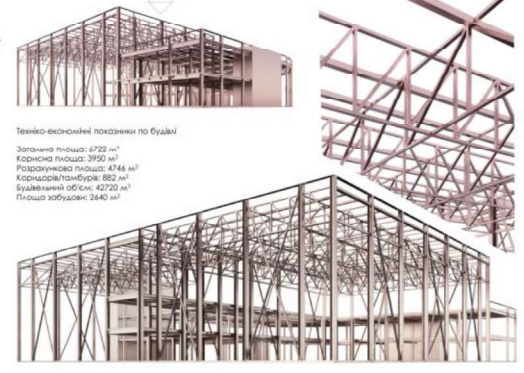 Техніко-економічні показники по будівлі
Загальна площа: 6722 м²
Корисна площа: 3950 м²
Розрахункова площа: 4746 м²
Коридорів/тамбурів: 882 м²
Будівельний об'єм: 42720 м³
Площа забудови: 2640 м²